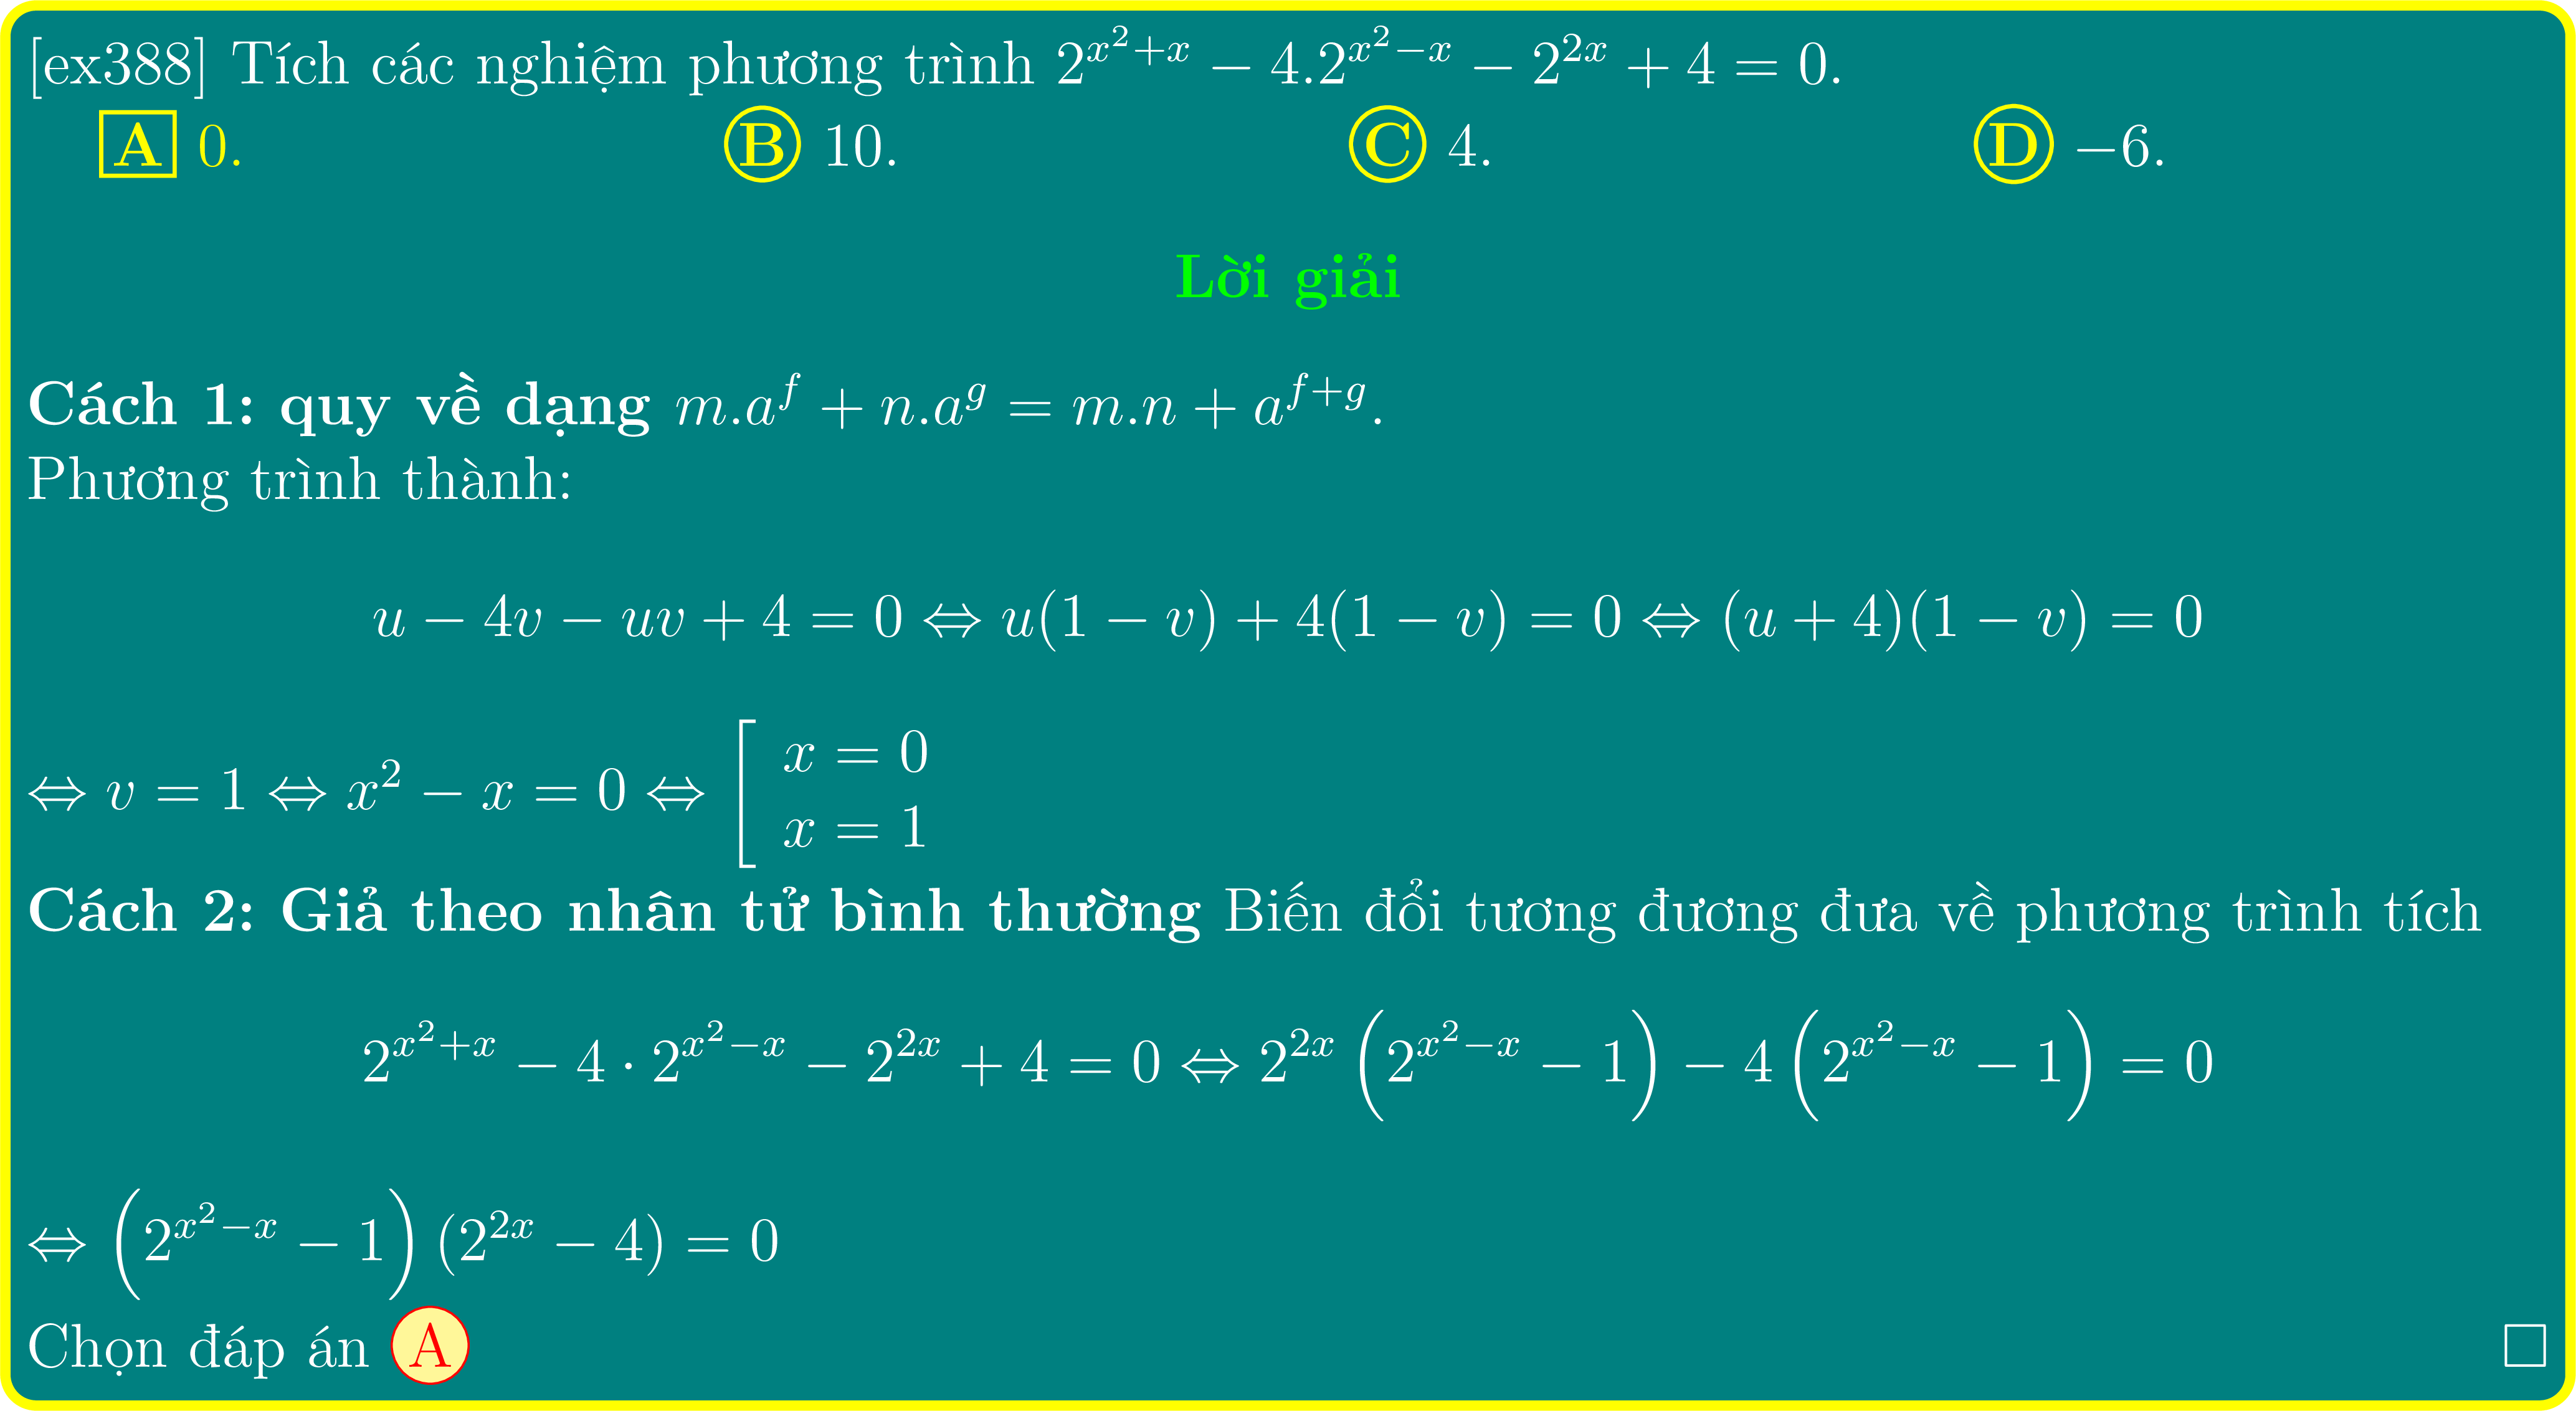 [ex388] Tích các nghiệm phương trình $2^{x^2+x} - 4.2^{x^2-x} - 2^{2x} + 4 = 0.$
A 0. B 10. C 4. D −6.
Lời giải
Cách 1: quy về dạng $m.a^f + n.a^g = m.n + a^{f+g}.$
Phương trình thành:
$u - 4v - uv + 4 = 0 \Leftrightarrow u(1 - v) + 4(1 - v) = 0 \Leftrightarrow (u + 4)(1 - v) = 0$
$\Leftrightarrow v = 1 \Leftrightarrow x^2 - x = 0 \Leftrightarrow \left[\begin{array}{l} x = 0 \\ x = 1 \end{array}\right.$
Cách 2: Giả theo nhân tử bình thường Biến đổi tương đương đưa về phương trình tích
$2^{x^2+x} - 4 \cdot 2^{x^2-x} - 2^{2x} + 4 = 0 \Leftrightarrow 2^{2x}\left(2^{x^2-x} - 1\right) - 4\left(2^{x^2-x} - 1\right) = 0$
$\Leftrightarrow \left(2^{x^2-x} - 1\right)(2^{2x} - 4) = 0$
Chọn đáp án A □